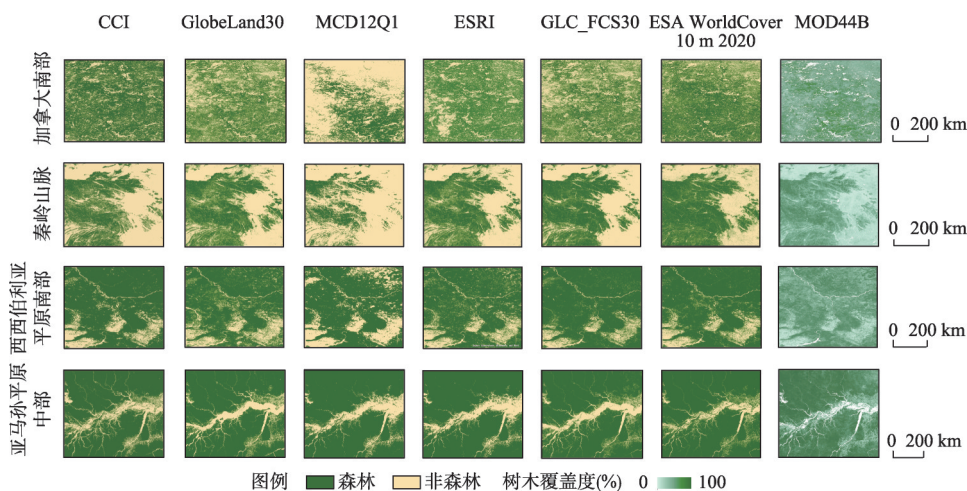 CCI GlobeLand30 MCD12Q1 ESRI GLC_FCS30 ESA WorldCover MOD44B
10 m 2020
加拿大南部
0 200 km
秦岭山脉
0 200 km
西西伯利亚
平原南部
0 200 km
亚马孙平原
中部
0 200 km
图例 森林 非森林 树木覆盖度(%) 0 100